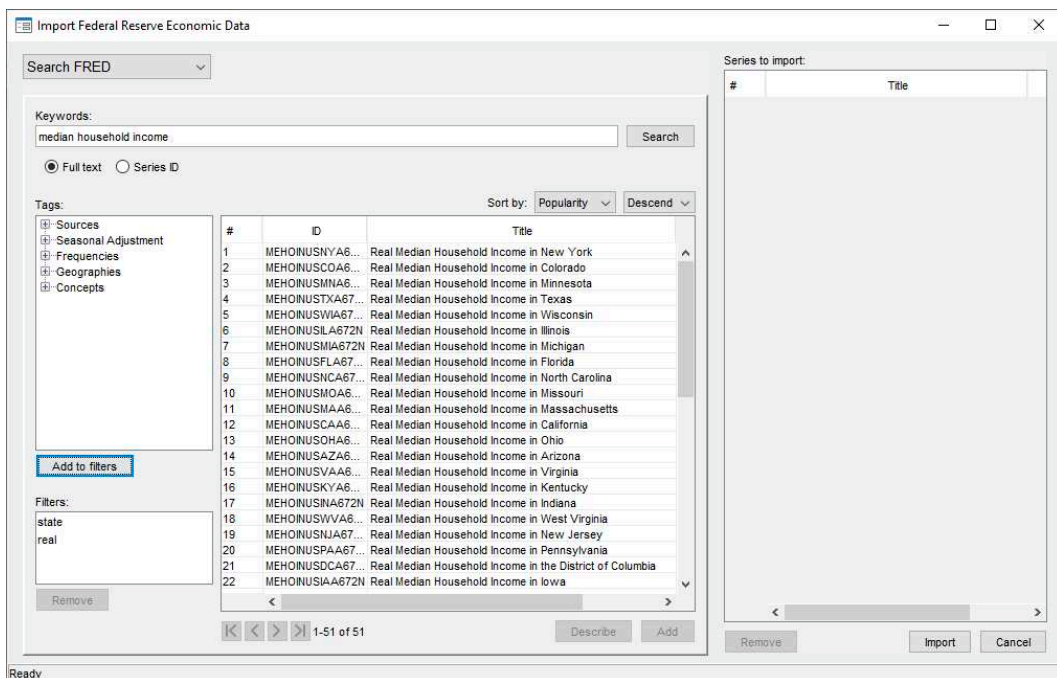 Import Federal Reserve Economic Data
Search FRED
Series to import:
# Title
Keywords:
median household income
Search
Full text Series ID
Sort by: Popularity Descend
Tags:
Sources
Seasonal Adjustment
Frequencies
Geographies
Concepts
Add to filters
Filters:
state
real
Remove
# ID Title
1 MEHOINUSNYA6... Real Median Household Income in New York
2 MEHOINUSCOA6... Real Median Household Income in Colorado
3 MEHOINUSMNA6... Real Median Household Income in Minnesota
4 MEHOINUSTXA67... Real Median Household Income in Texas
5 MEHOINUSWIA67... Real Median Household Income in Wisconsin
6 MEHOINUSILA672N Real Median Household Income in Illinois
7 MEHOINUSMIA672N Real Median Household Income in Michigan
8 MEHOINUSFLA67... Real Median Household Income in Florida
9 MEHOINUSNCA67... Real Median Household Income in North Carolina
10 MEHOINUSMOA6... Real Median Household Income in Missouri
11 MEHOINUSMAA6... Real Median Household Income in Massachusetts
12 MEHOINUSCAA6... Real Median Household Income in California
13 MEHOINUSOHA6... Real Median Household Income in Ohio
14 MEHOINUSAZA6... Real Median Household Income in Arizona
15 MEHOINUSVAA6... Real Median Household Income in Virginia
16 MEHOINUSKYA6... Real Median Household Income in Kentucky
17 MEHOINUSINA672N Real Median Household Income in Indiana
18 MEHOINUSWVA6... Real Median Household Income in West Virginia
19 MEHOINUSNJA67... Real Median Household Income in New Jersey
20 MEHOINUSPAA67... Real Median Household Income in Pennsylvania
21 MEHOINUSDCA67... Real Median Household Income in the District of Columbia
22 MEHOINUSIAA672N Real Median Household Income in Iowa
1-51 of 51
Describe Add
Remove Import Cancel
Ready